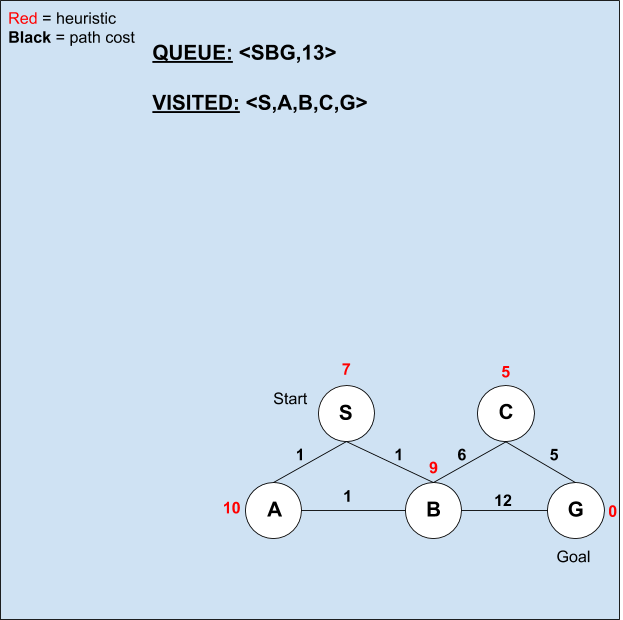 Red = heuristic
Black = path cost
QUEUE: <SBG,13>
VISITED: <S,A,B,C,G>
7
5
Start
S
C
1
1
6
5
9
10
A
1
B
12
G
0
Goal